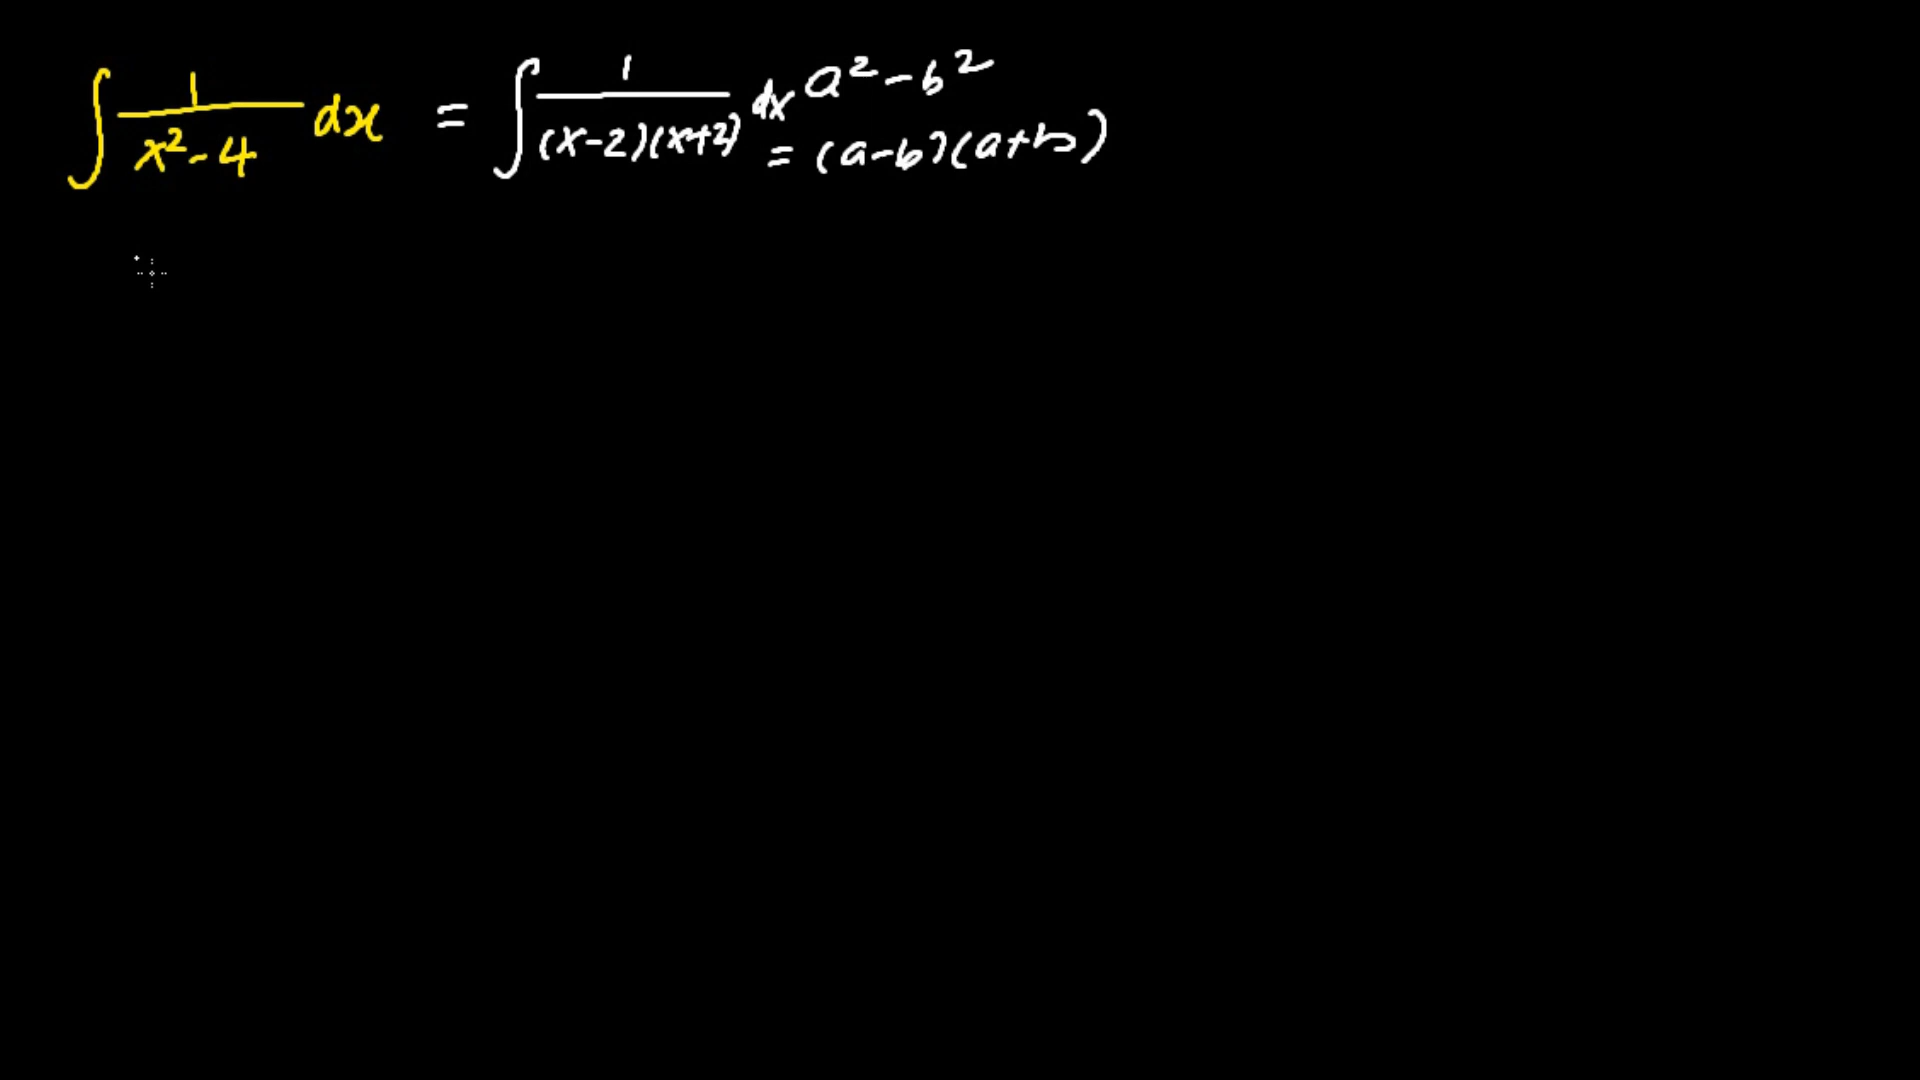 ∫ 1/(x²-4) dx = ∫ 1/((x-2)(x+2)) dx a²-b²
= (a-b)(a+b)